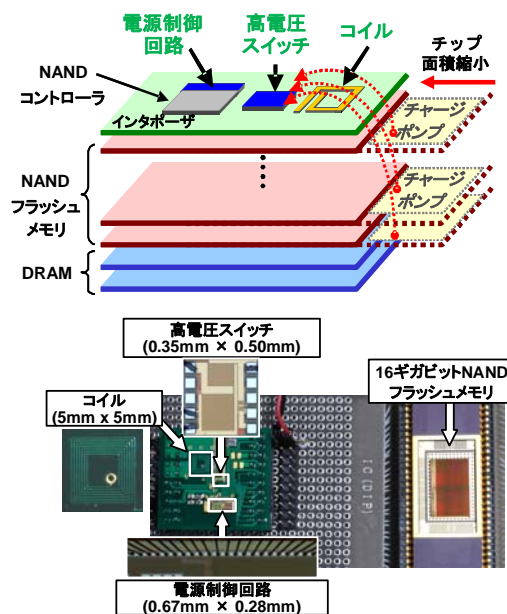 電源制御
回路
高電圧
スイッチ
コイル
チップ
面積縮小
NAND
コントローラ
インタポーザ
チャージ
ポンプ
NAND
フラッシュ
メモリ
チャージ
ポンプ
DRAM
高電圧スイッチ
(0.35mm × 0.50mm)
コイル
(5mm x 5mm)
16ギガビットNAND
フラッシュメモリ
IC (DIP)
電源制御回路
(0.67mm × 0.28mm)